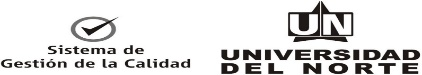 Sistema de
Gestión de la Calidad
UN
UNIVERSIDAD
DEL NORTE